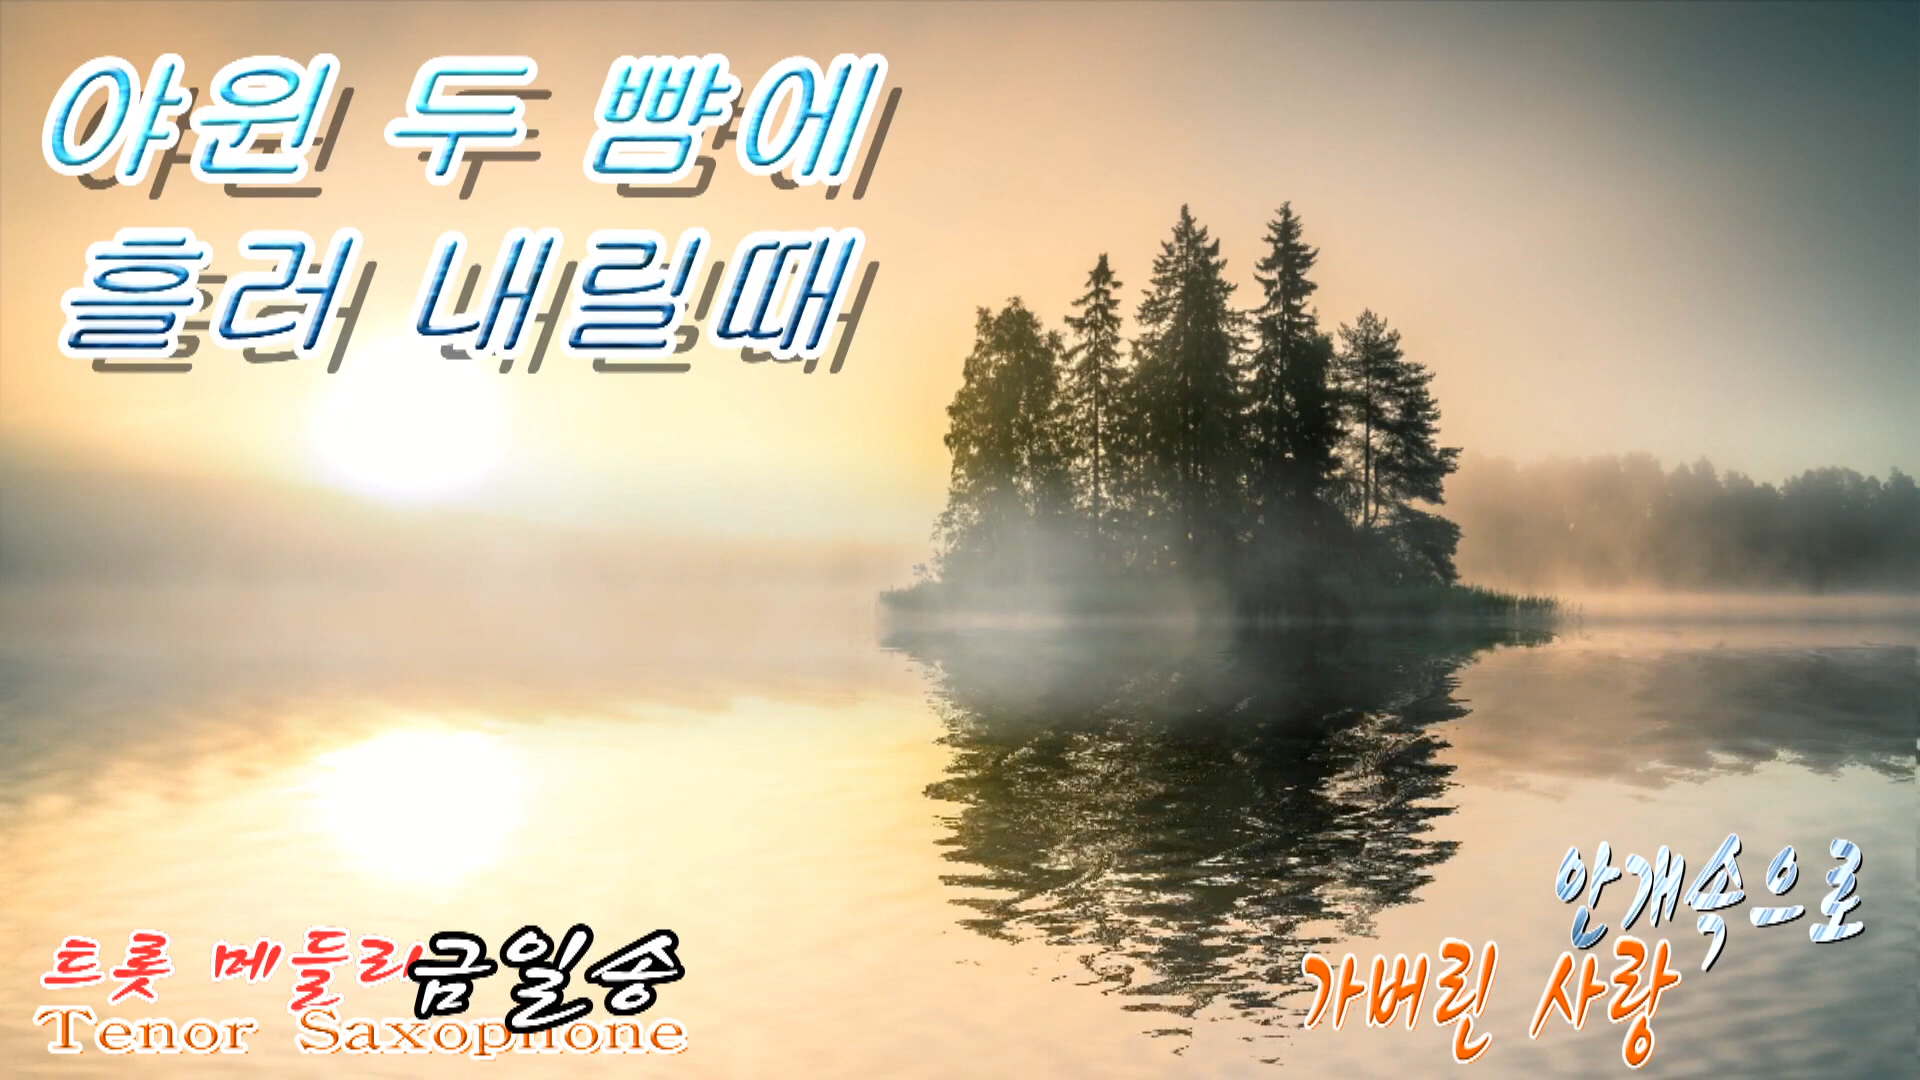 야윈 두 뺨에
흘러 내릴때
트롯 메들리 금일송
Tenor Saxophone
안개속으로
가버린 사랑